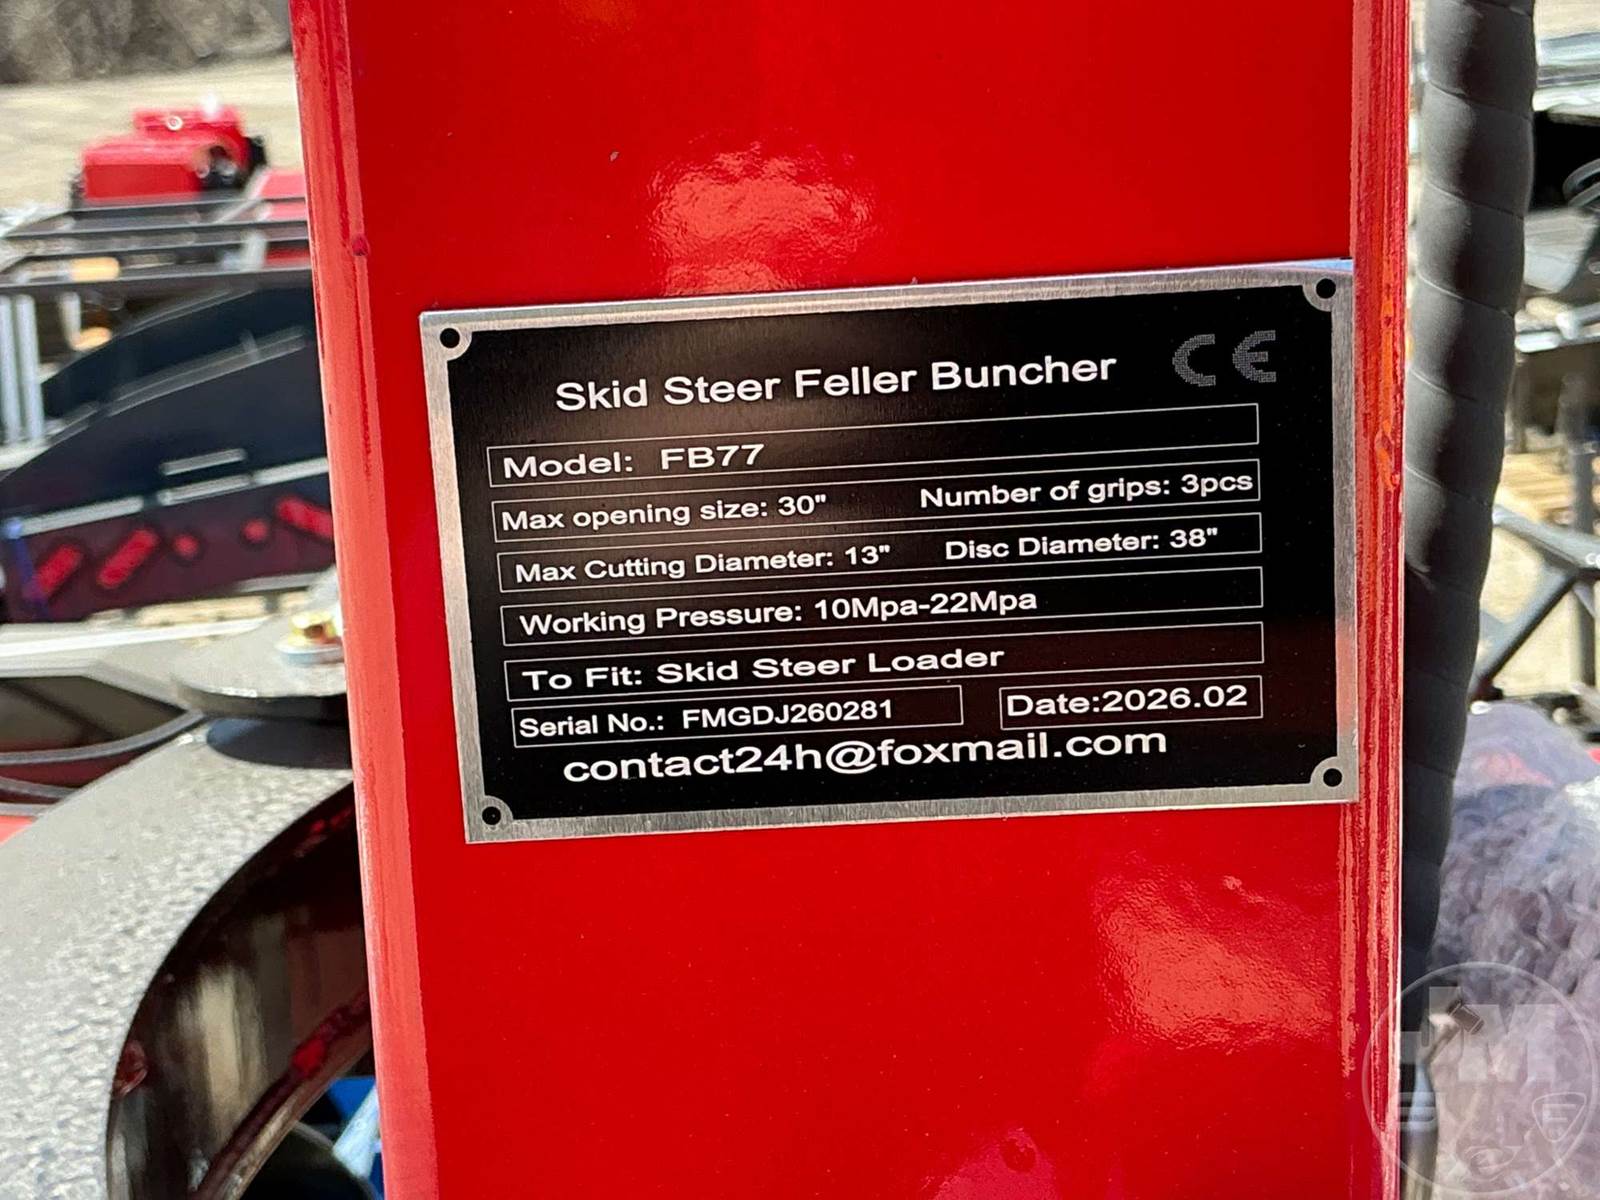 Skid Steer Feller Buncher CE
Model: FB77
Max opening size: 30" Number of grips: 3pcs
Max Cutting Diameter: 13" Disc Diameter: 38"
Working Pressure: 10Mpa-22Mpa
To Fit: Skid Steer Loader
Serial No.: FMGDJ260281 Date:2026.02
contact24h@foxmail.com